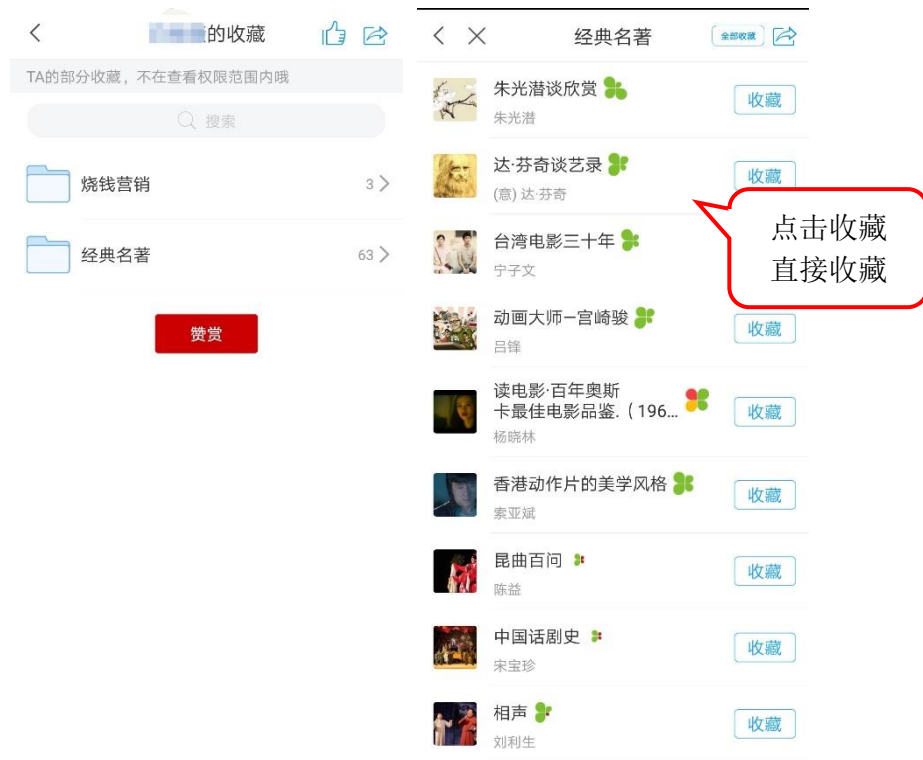 的收藏
TA的部分收藏，不在查看权限范围内哦
搜索
烧钱营销
3
经典名著
63
赞赏
经典名著
全部收藏
朱光潜谈欣赏
朱光潜
收藏
达·芬奇谈艺录
(意) 达·芬奇
收藏
点击收藏
直接收藏
台湾电影三十年
宁子文
动画大师—宫崎骏
吕锋
收藏
读电影·百年奥斯
卡最佳电影品鉴.（196...
杨晓林
收藏
香港动作片的美学风格
索亚斌
收藏
昆曲百问
陈益
收藏
中国话剧史
宋宝珍
收藏
相声
刘利生
收藏